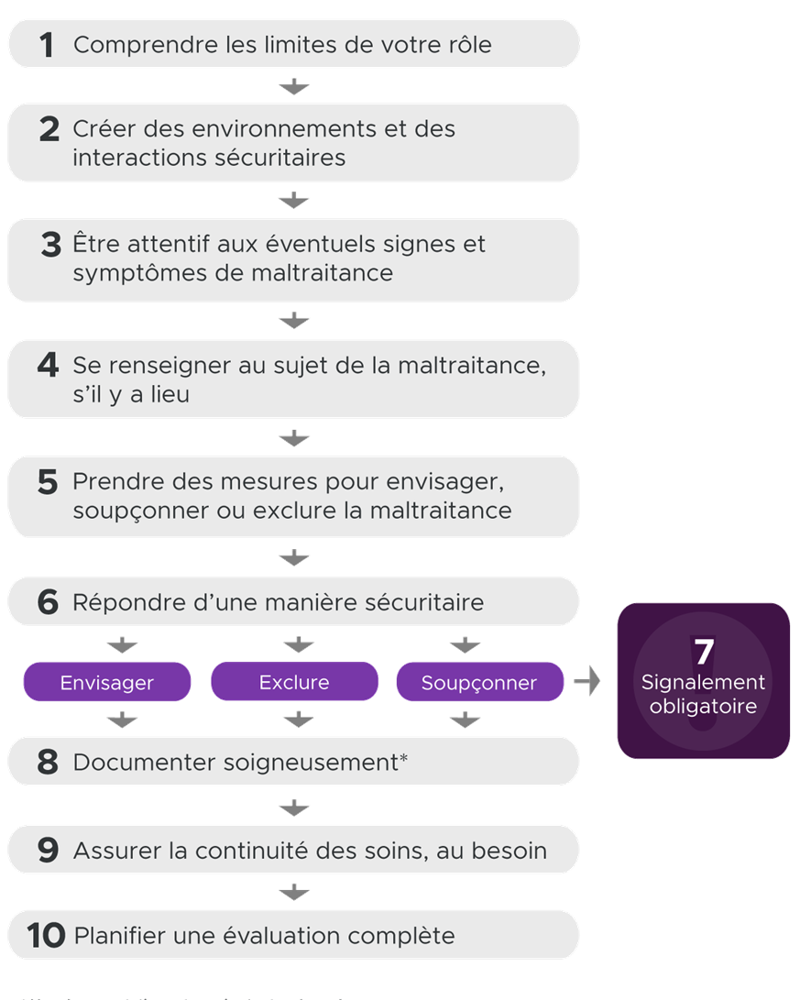 1 Comprendre les limites de votre rôle
2 Créer des environnements et des
interactions sécuritaires
3 Être attentif aux éventuels signes et
symptômes de maltraitance
4 Se renseigner au sujet de la maltraitance,
s’il y a lieu
5 Prendre des mesures pour envisager,
soupçonner ou exclure la maltraitance
6 Répondre d’une manière sécuritaire
Envisager
Exclure
Soupçonner
7
Signalement
obligatoire
8 Documenter soigneusement*
9 Assurer la continuité des soins, au besoin
10 Planifier une évaluation complète